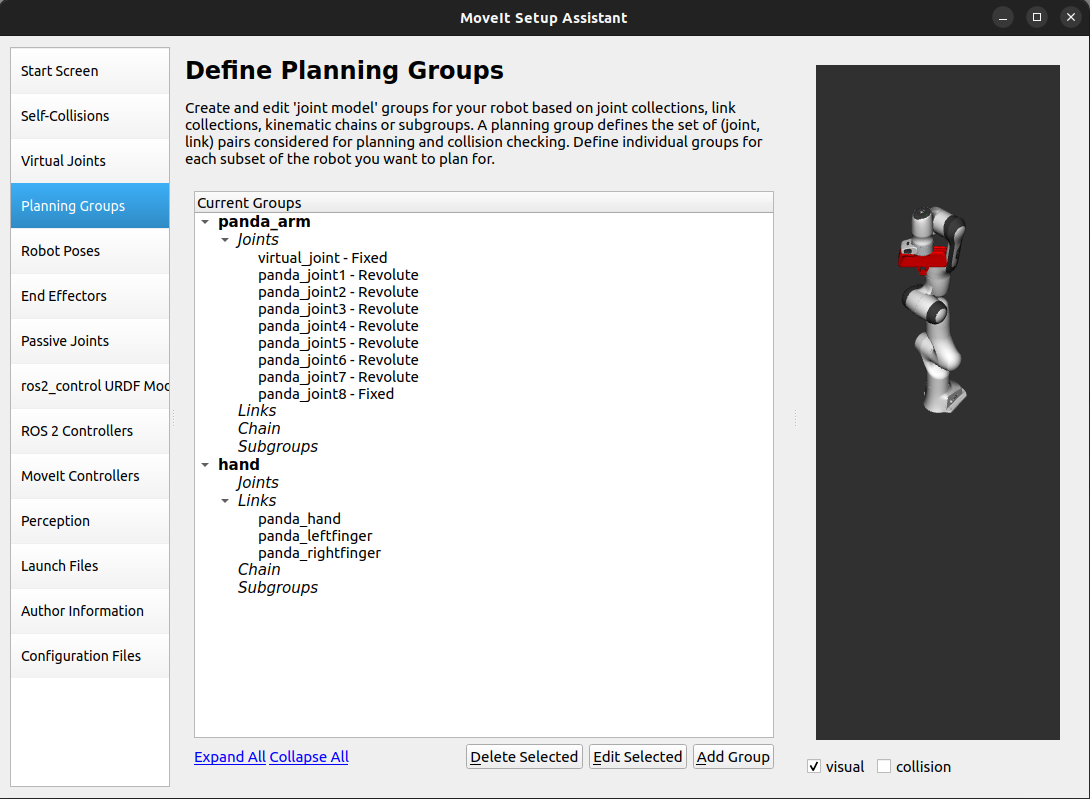 MoveIt Setup Assistant
Start Screen
Self-Collisions
Virtual Joints
Planning Groups
Robot Poses
End Effectors
Passive Joints
ros2_control URDF Mod
ROS 2 Controllers
MoveIt Controllers
Perception
Launch Files
Author Information
Configuration Files
Define Planning Groups
Create and edit 'joint model' groups for your robot based on joint collections, link
collections, kinematic chains or subgroups. A planning group defines the set of (joint,
link) pairs considered for planning and collision checking. Define individual groups for
each subset of the robot you want to plan for.
Current Groups
panda_arm
Joints
virtual_joint - Fixed
panda_joint1 - Revolute
panda_joint2 - Revolute
panda_joint3 - Revolute
panda_joint4 - Revolute
panda_joint5 - Revolute
panda_joint6 - Revolute
panda_joint7 - Revolute
panda_joint8 - Fixed
Links
Chain
Subgroups
hand
Joints
Links
panda_hand
panda_leftfinger
panda_rightfinger
Chain
Subgroups
Expand All Collapse All
Delete Selected
Edit Selected
Add Group
visual
collision